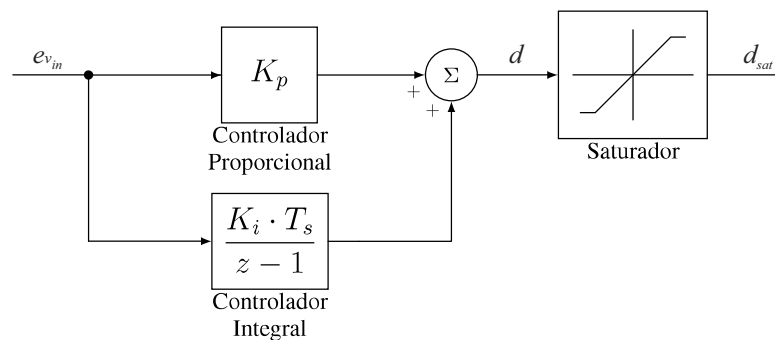 e_{v_{in}}
K_p
Controlador
Proporcional
+
+
Σ
d
Saturador
d_{sat}
K_i · T_s
z − 1
Controlador
Integral